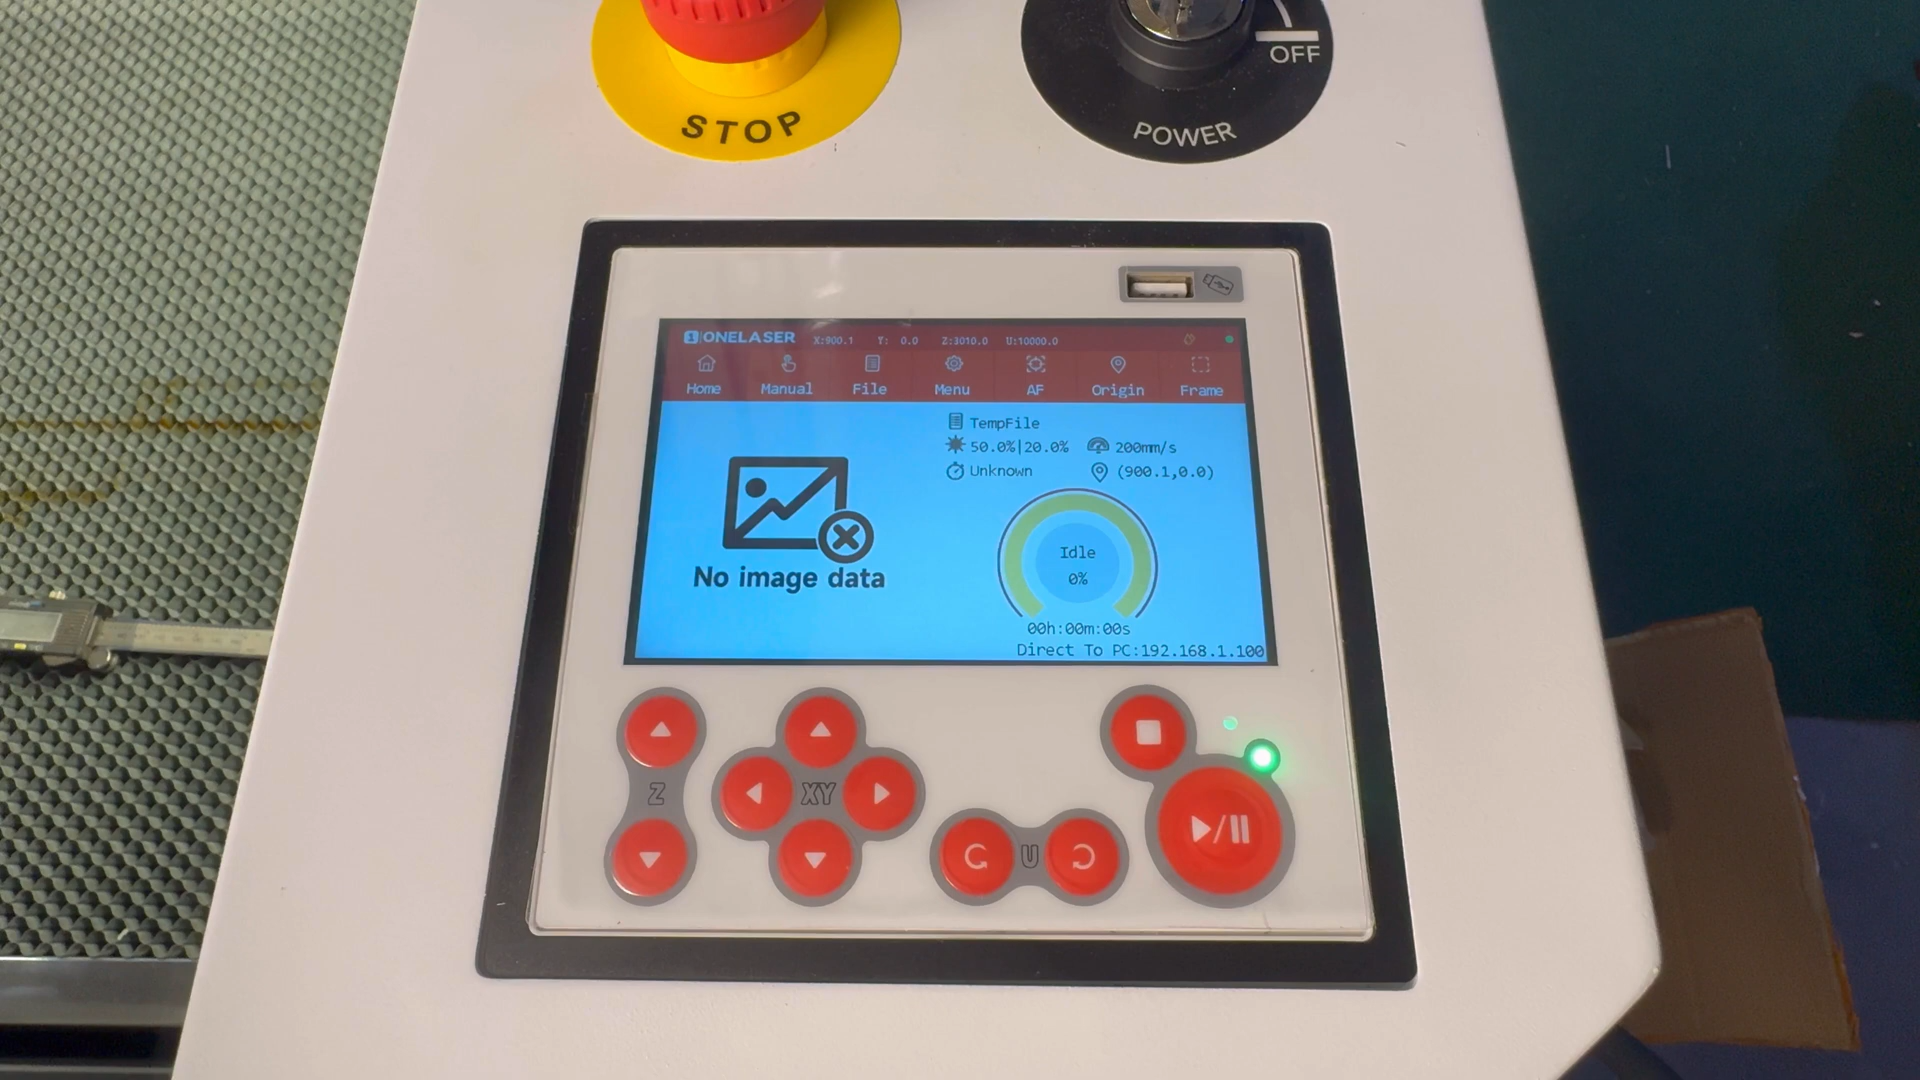 OFF
STOP
POWER
1 ONELASER X:900.1 Y: 0.0 Z:3010.0 U:10000.0
Home Manual File Menu AF Origin Frame
TempFile
50.0%|20.0% 200mm/s
Unknown (900.1,0.0)
No image data
Idle
0%
00h:00m:00s
Direct To PC:192.168.1.100
Z
XY
U